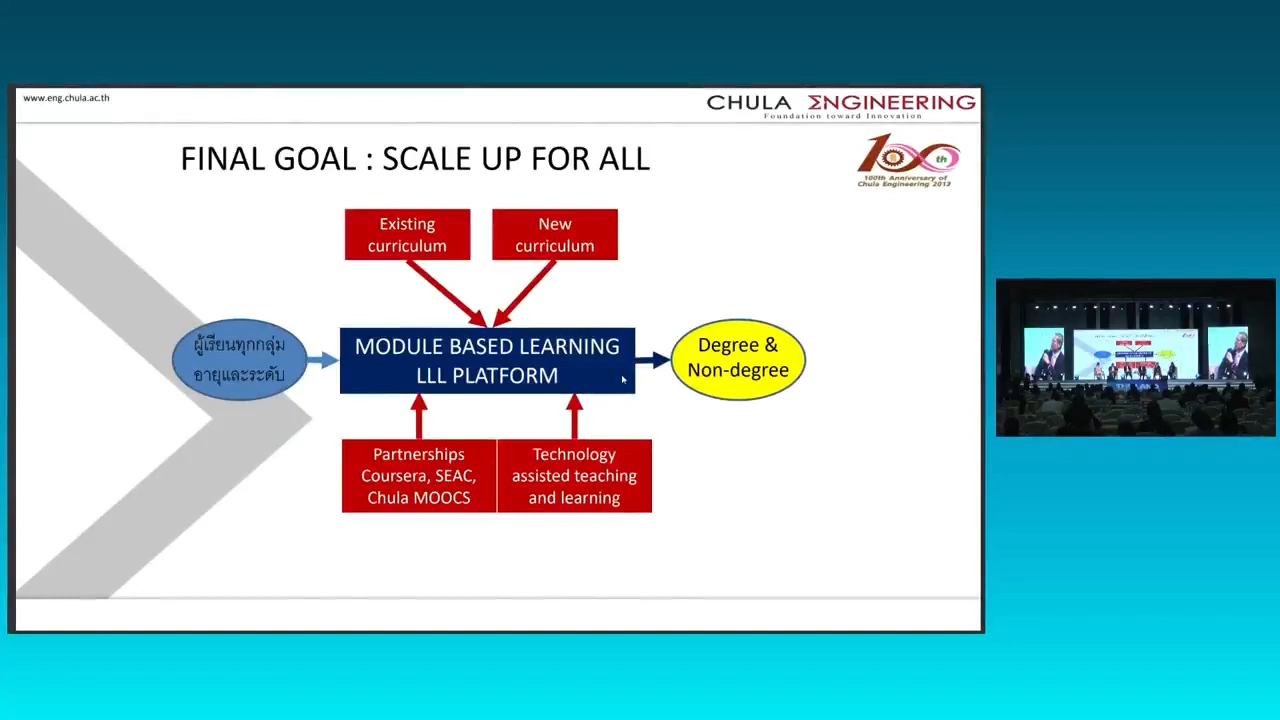 www.eng.chula.ac.th
CHULA ΣNGINEERING
Foundation toward Innovation
FINAL GOAL : SCALE UP FOR ALL
100th
100th Anniversary of
Chula Engineering 2013
Existing
curriculum
New
curriculum
ผู้เรียนทุกกลุ่ม
อายุและระดับ
MODULE BASED LEARNING
LLL PLATFORM
Degree &
Non-degree
Partnerships
Coursera, SEAC,
Chula MOOCS
Technology
assisted teaching
and learning